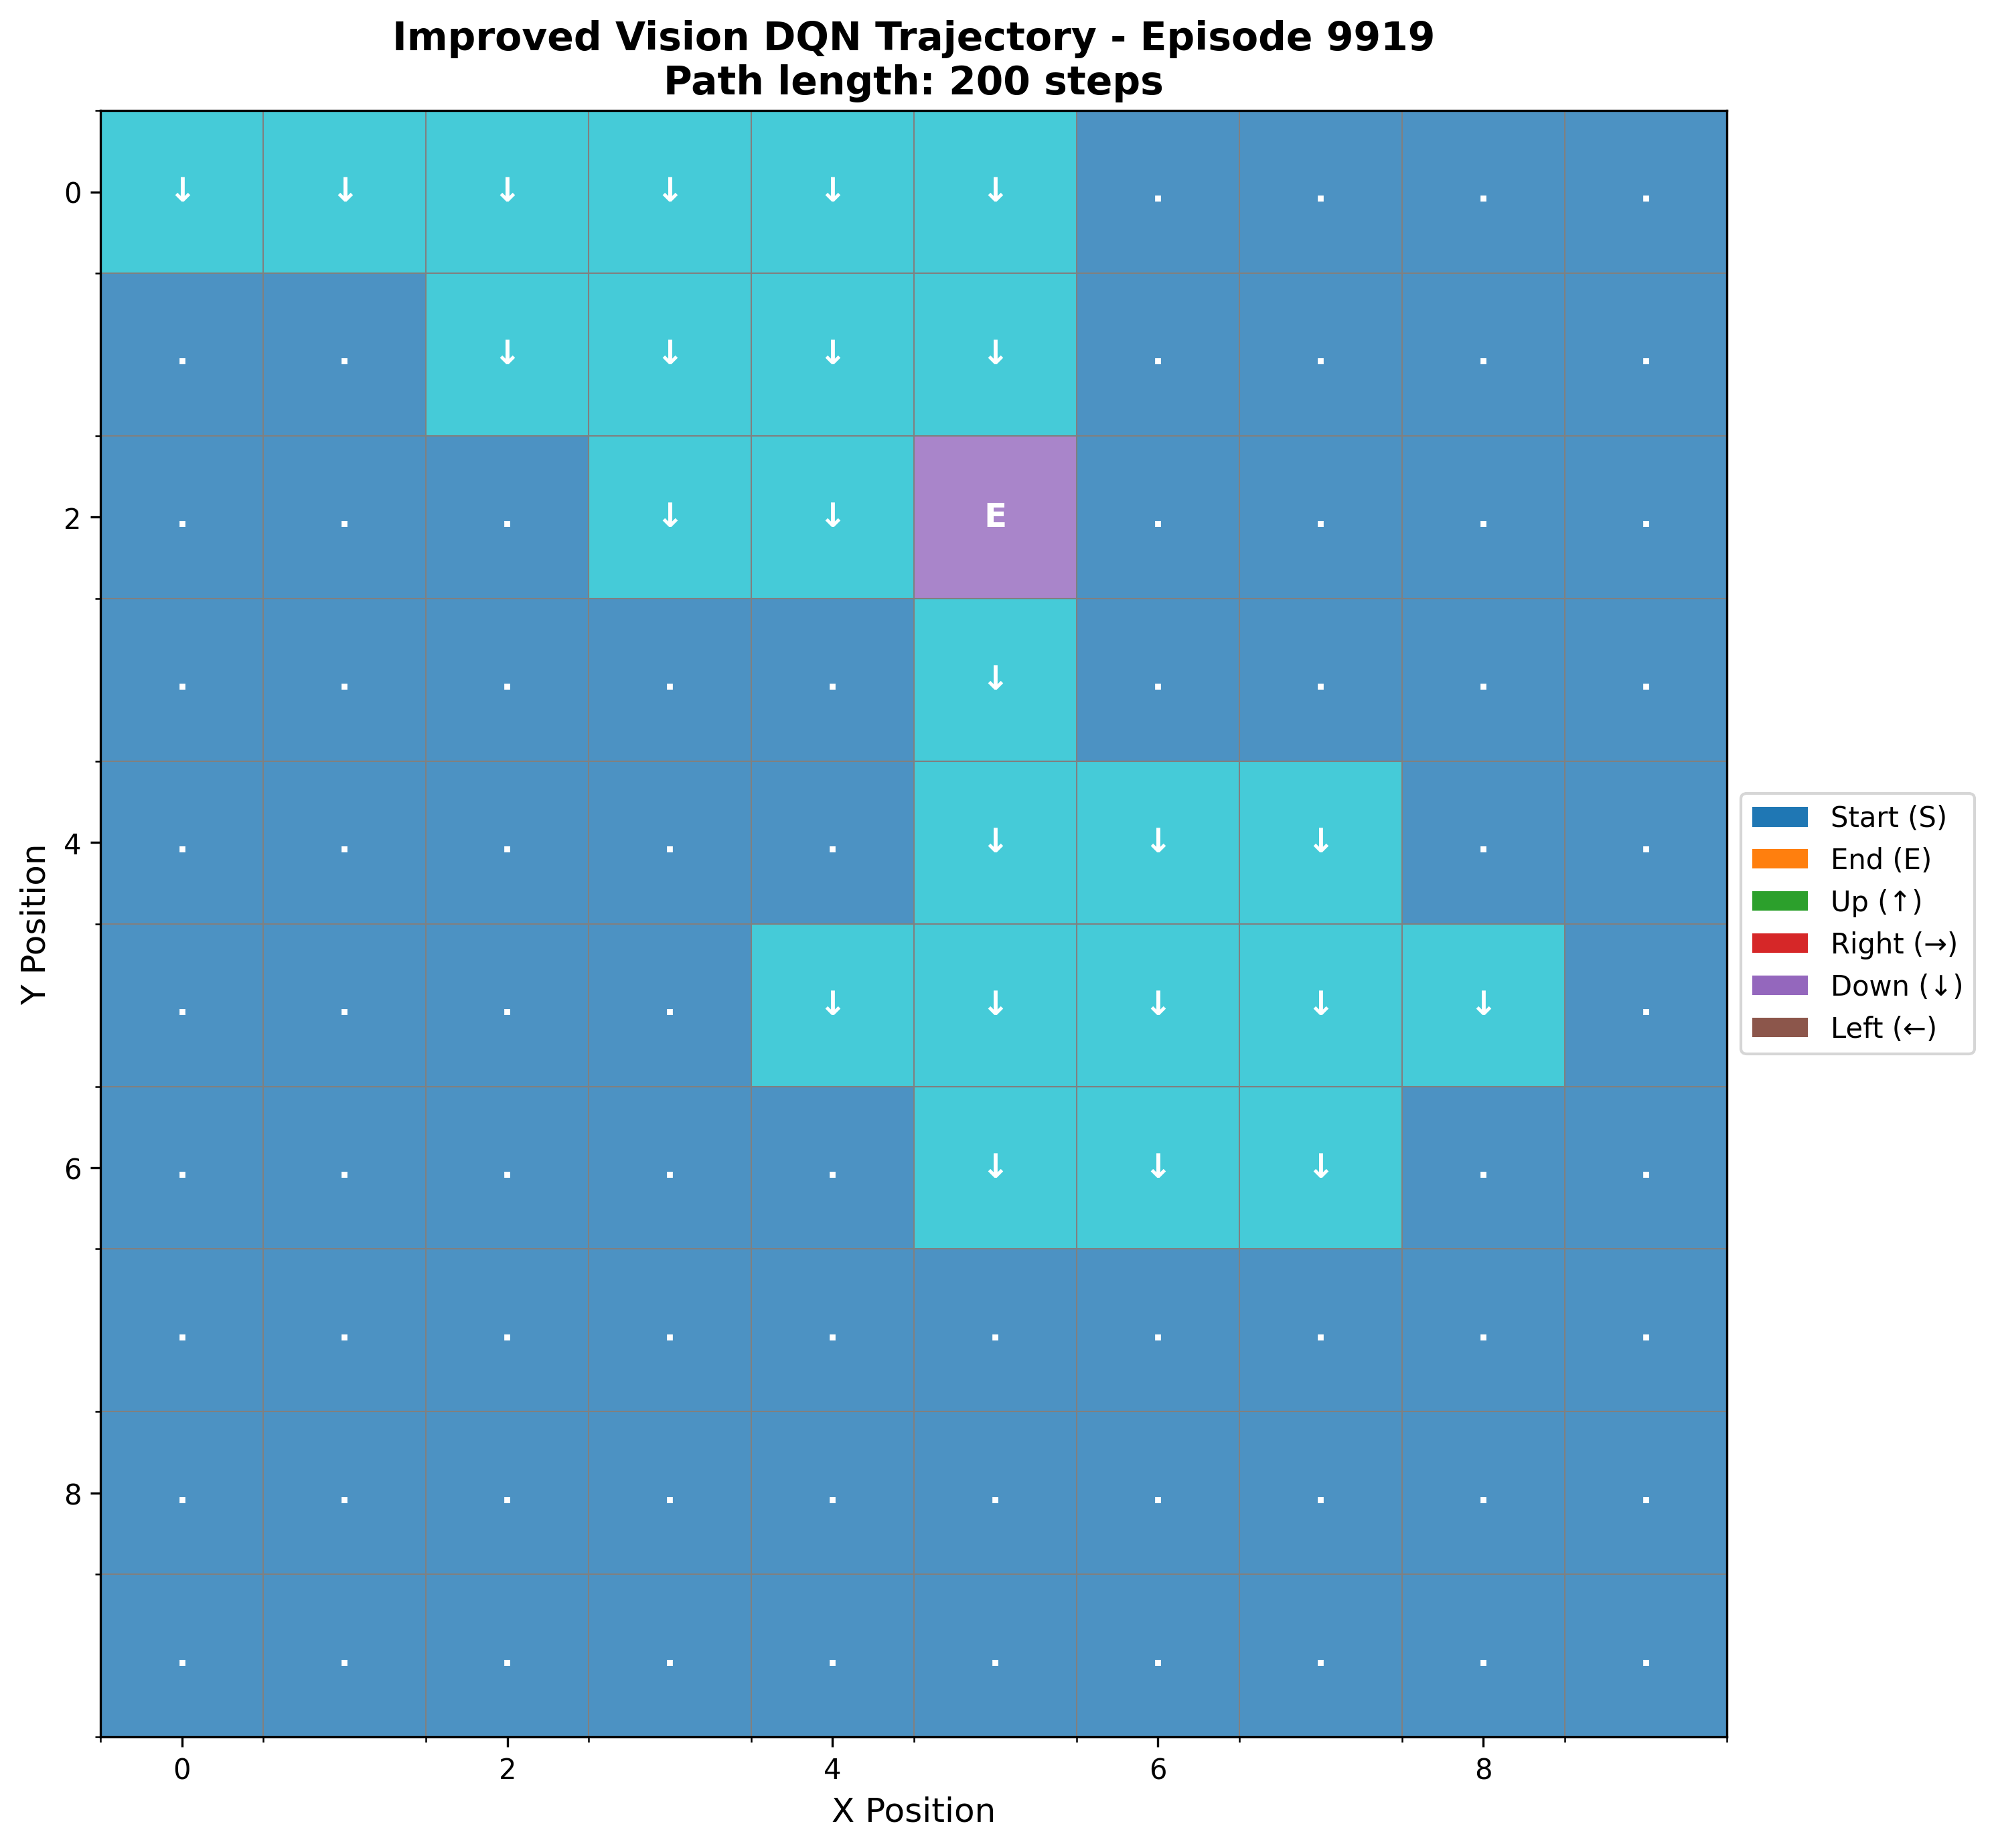 Improved Vision DQN Trajectory - Episode 9919
Path length: 200 steps
0 ↓ ↓ ↓ ↓ ↓ ↓ . . . .
. . ↓ ↓ ↓ ↓ . . . .
2 . . . ↓ ↓ E . . . .
. . . . . ↓ . . . .
4 . . . . . ↓ ↓ ↓ . .
. . . . ↓ ↓ ↓ ↓ ↓ .
6 . . . . . ↓ ↓ ↓ . .
. . . . . . . . . .
8 . . . . . . . . . .
. . . . . . . . . .
0 2 4 6 8
X Position
Y Position
Start (S)
End (E)
Up (↑)
Right (→)
Down (↓)
Left (←)